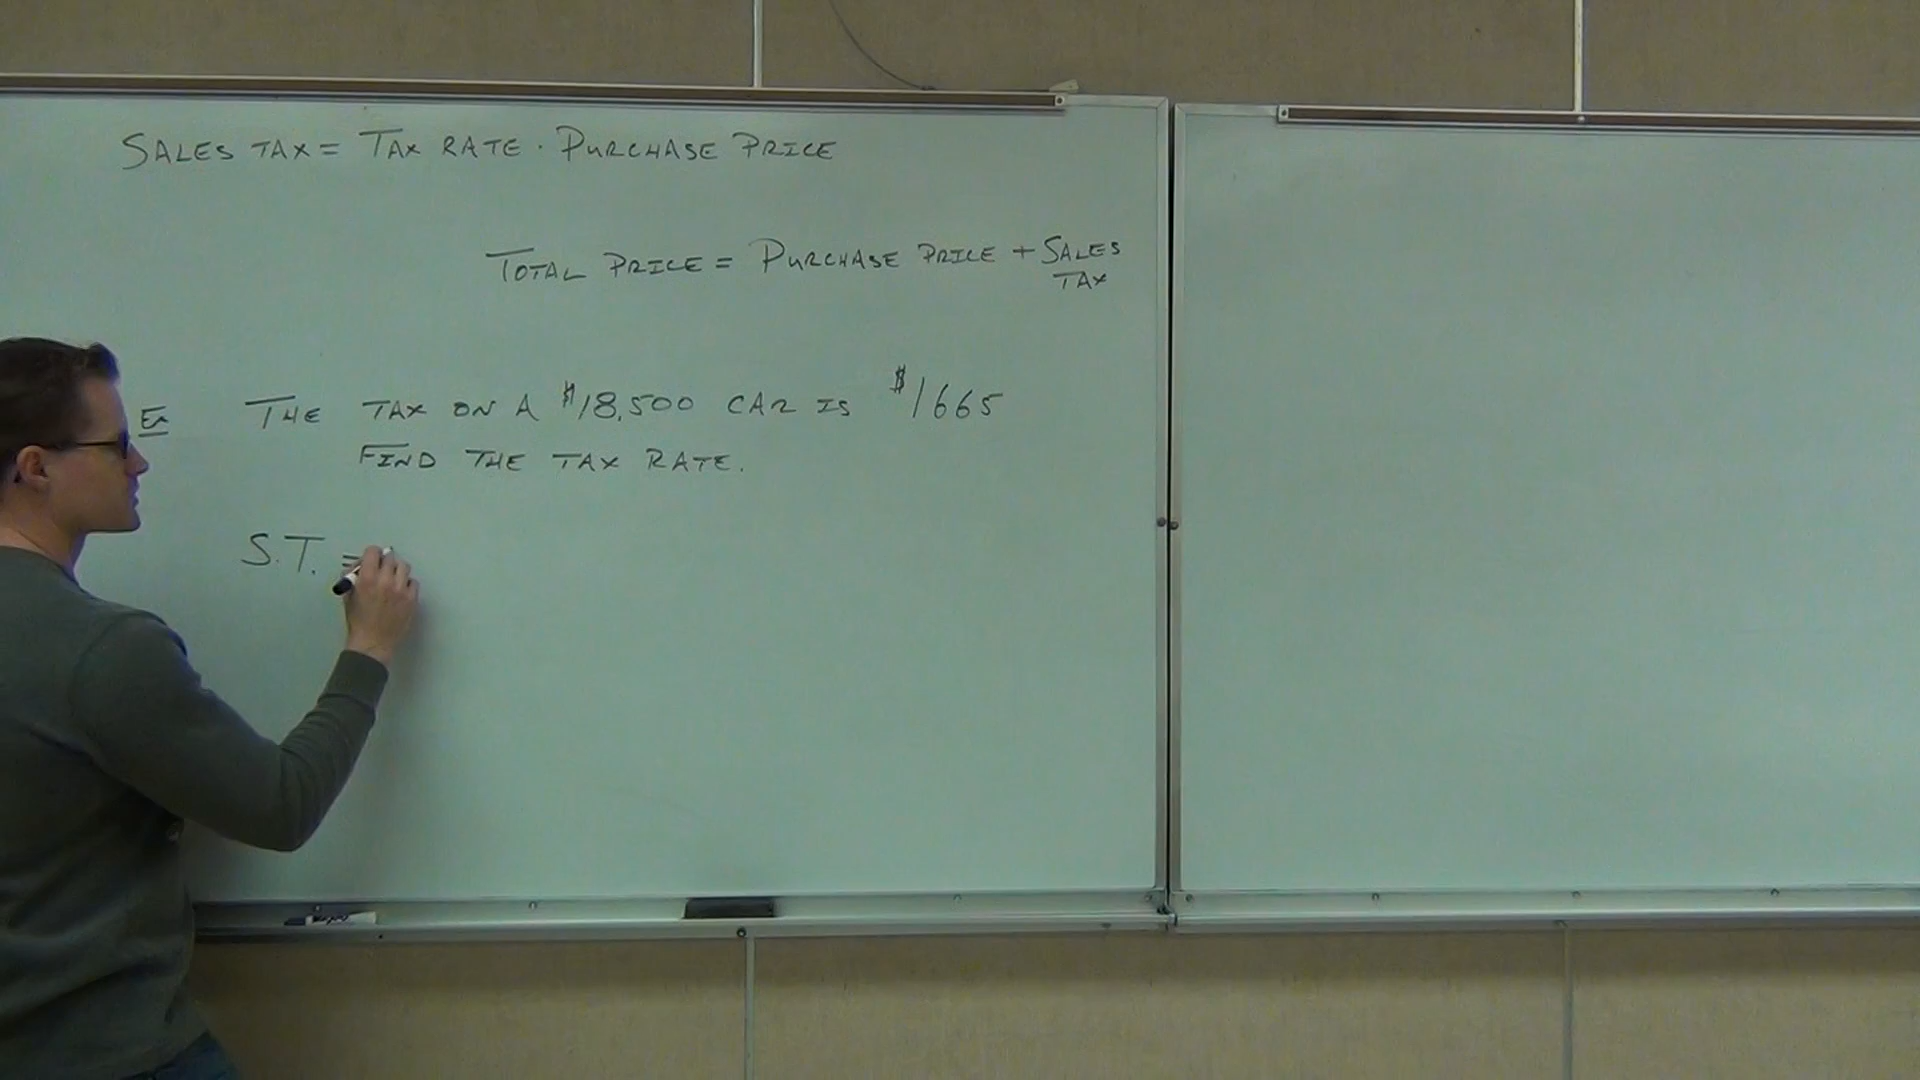 SALES TAX = TAX RATE · PURCHASE PRICE
TOTAL PRICE = PURCHASE PRICE + SALES
TAX
Ex THE TAX ON A $18,500 CAR IS $1665
FIND THE TAX RATE.
S.T. =